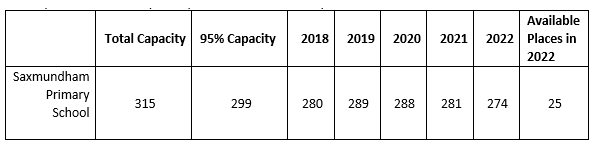 Total Capacity 95% Capacity 2018 2019 2020 2021 2022 Available Places in 2022
Saxmundham Primary School 315 299 280 289 288 281 274 25